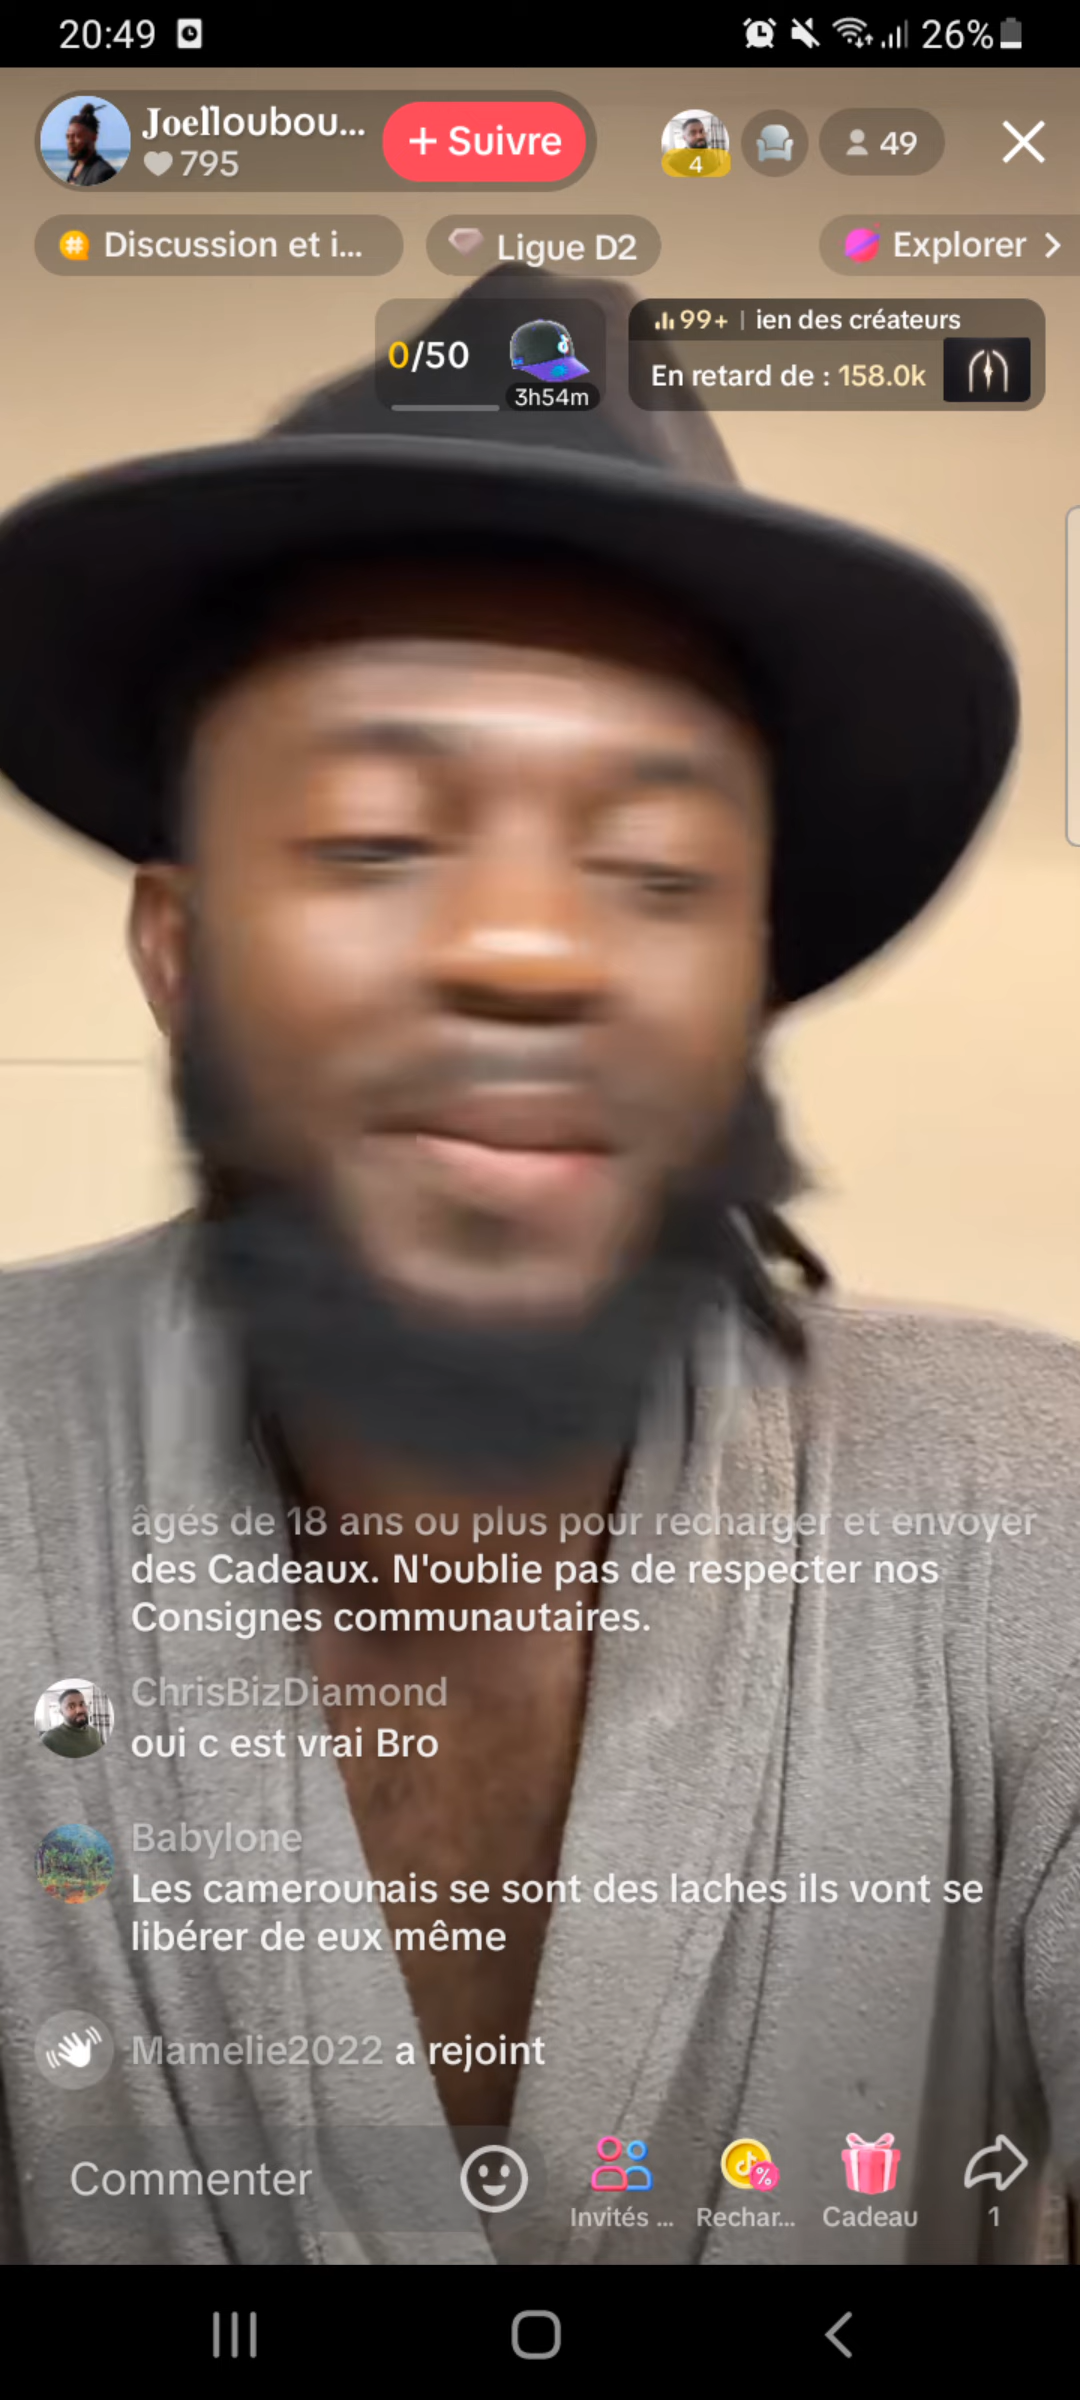 20:49
26%
Joelloubou...
795
+ Suivre
4
49
Discussion et i...
Ligue D2
Explorer
0/50
3h54m
99+ | ien des créateurs
En retard de : 158.0k
âgés de 18 ans ou plus pour recharger et envoyer
des Cadeaux. N'oublie pas de respecter nos
Consignes communautaires.
ChrisBizDiamond
oui c est vrai Bro
Babylone
Les camerounais se sont des laches ils vont se
libérer de eux même
Mamelie2022 a rejoint
Commenter
Invités ...
Rechar...
Cadeau
1